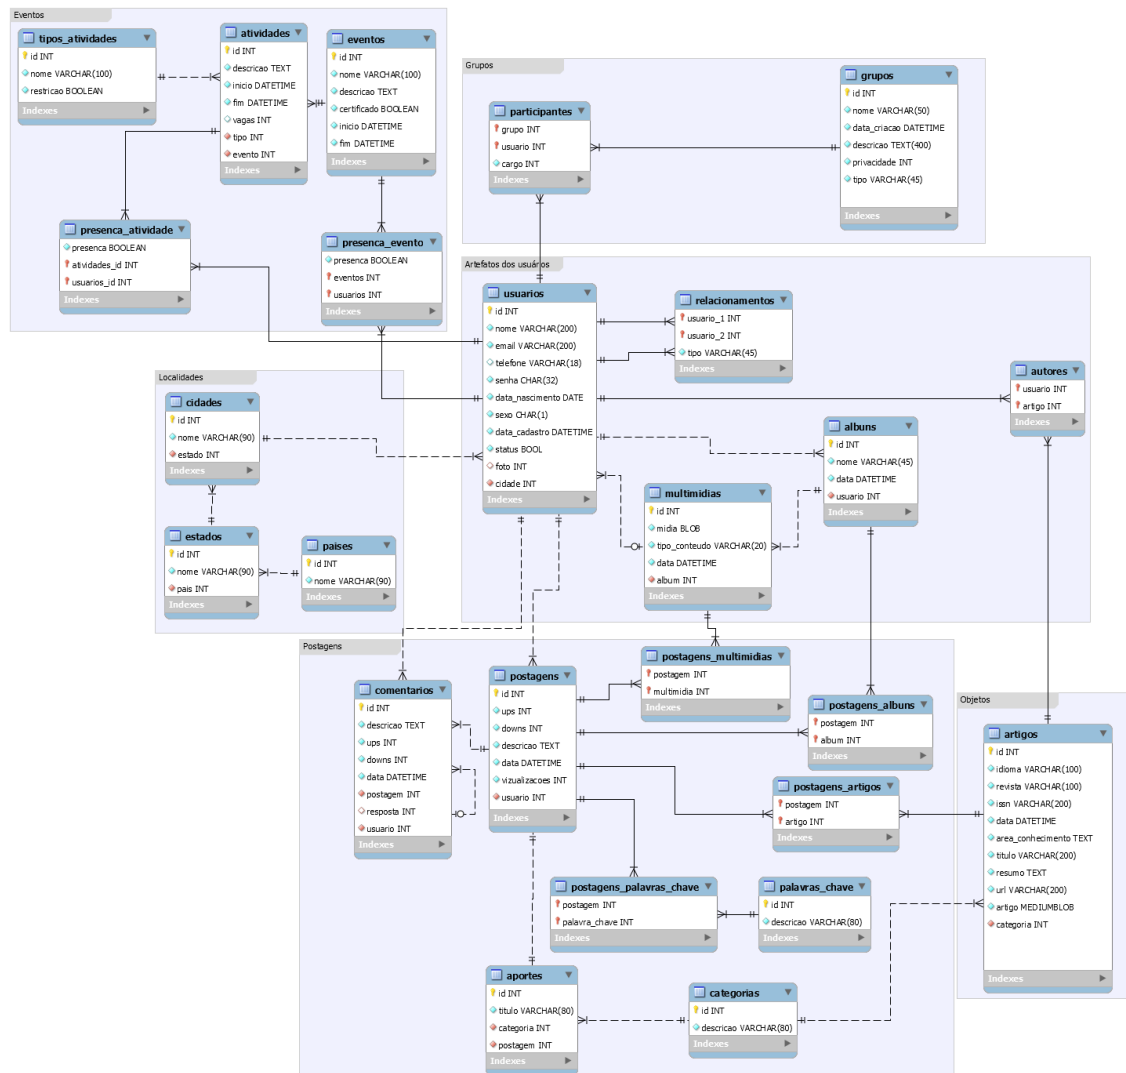 Eventos
tipos_atividades
id INT
nome VARCHAR(100)
restricao BOOLEAN
Indexes
atividades
id INT
descricao TEXT
inicio DATETIME
fim DATETIME
vagas INT
tipo INT
evento INT
Indexes
eventos
id INT
nome VARCHAR(100)
descricao TEXT
certificado BOOLEAN
inicio DATETIME
fim DATETIME
Indexes
presenca_atividade
presenca BOOLEAN
atividades_id INT
usuarios_id INT
Indexes
presenca_evento
presenca BOOLEAN
eventos INT
usuarios INT
Indexes
Grupos
participantes
grupo INT
usuario INT
cargo INT
Indexes
grupos
id INT
nome VARCHAR(50)
data_criacao DATETIME
descricao TEXT(400)
privacidade INT
tipo VARCHAR(45)
Indexes
Artefatos dos usuários
usuarios
id INT
nome VARCHAR(200)
email VARCHAR(200)
telefone VARCHAR(18)
senha CHAR(32)
data_nascimento DATE
sexo CHAR(1)
data_cadastro DATETIME
status BOOL
foto INT
cidade INT
Indexes
relacionamentos
usuario_1 INT
usuario_2 INT
tipo VARCHAR(45)
Indexes
autores
usuario INT
artigo INT
Indexes
albuns
id INT
nome VARCHAR(45)
data DATETIME
usuario INT
Indexes
multimidias
id INT
midia BLOB
tipo_conteudo VARCHAR(20)
data DATETIME
album INT
Indexes
Localidades
cidades
id INT
nome VARCHAR(90)
estado INT
Indexes
estados
id INT
nome VARCHAR(90)
pais INT
Indexes
paises
id INT
nome VARCHAR(90)
Indexes
Postagens
comentarios
id INT
descricao TEXT
ups INT
downs INT
data DATETIME
postagem INT
resposta INT
usuario INT
Indexes
postagens
id INT
ups INT
downs INT
descricao TEXT
data DATETIME
vizualizacoes INT
usuario INT
Indexes
postagens_multimidias
postagem INT
multimidia INT
Indexes
postagens_albuns
postagem INT
album INT
Indexes
postagens_artigos
postagem INT
artigo INT
Indexes
postagens_palavras_chave
postagem INT
palavra_chave INT
Indexes
palavras_chave
id INT
descricao VARCHAR(80)
Indexes
aportes
id INT
titulo VARCHAR(80)
categoria INT
postagem INT
Indexes
categorias
id INT
descricao VARCHAR(80)
Indexes
Objetos
artigos
id INT
idioma VARCHAR(100)
revista VARCHAR(100)
issn VARCHAR(200)
data DATETIME
area_conhecimento TEXT
titulo VARCHAR(200)
resumo TEXT
url VARCHAR(200)
artigo MEDIUMBLOB
categoria INT
Indexes